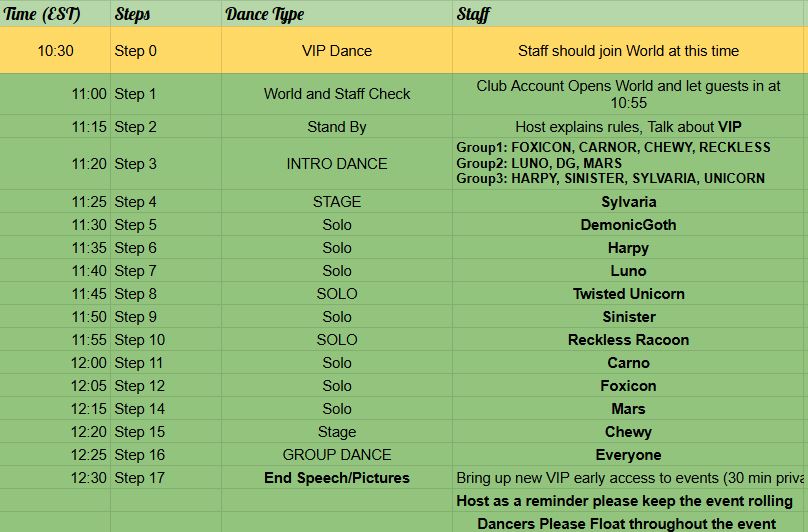 Time (EST) Steps Dance Type Staff
10:30 Step 0 VIP Dance Staff should join World at this time
11:00 Step 1 World and Staff Check Club Account Opens World and let guests in at
10:55
11:15 Step 2 Stand By Host explains rules, Talk about VIP
11:20 Step 3 INTRO DANCE Group1: FOXICON, CARNOR, CHEWY, RECKLESS
Group2: LUNO, DG, MARS
Group3: HARPY, SINISTER, SYLVARIA, UNICORN
11:25 Step 4 STAGE Sylvaria
11:30 Step 5 Solo DemonicGoth
11:35 Step 6 Solo Harpy
11:40 Step 7 Solo Luno
11:45 Step 8 SOLO Twisted Unicorn
11:50 Step 9 Solo Sinister
11:55 Step 10 SOLO Reckless Racoon
12:00 Step 11 Solo Carno
12:05 Step 12 Solo Foxicon
12:15 Step 14 Solo Mars
12:20 Step 15 Stage Chewy
12:25 Step 16 GROUP DANCE Everyone
12:30 Step 17 End Speech/Pictures Bring up new VIP early access to events (30 min priva
Host as a reminder please keep the event rolling
Dancers Please Float throughout the event